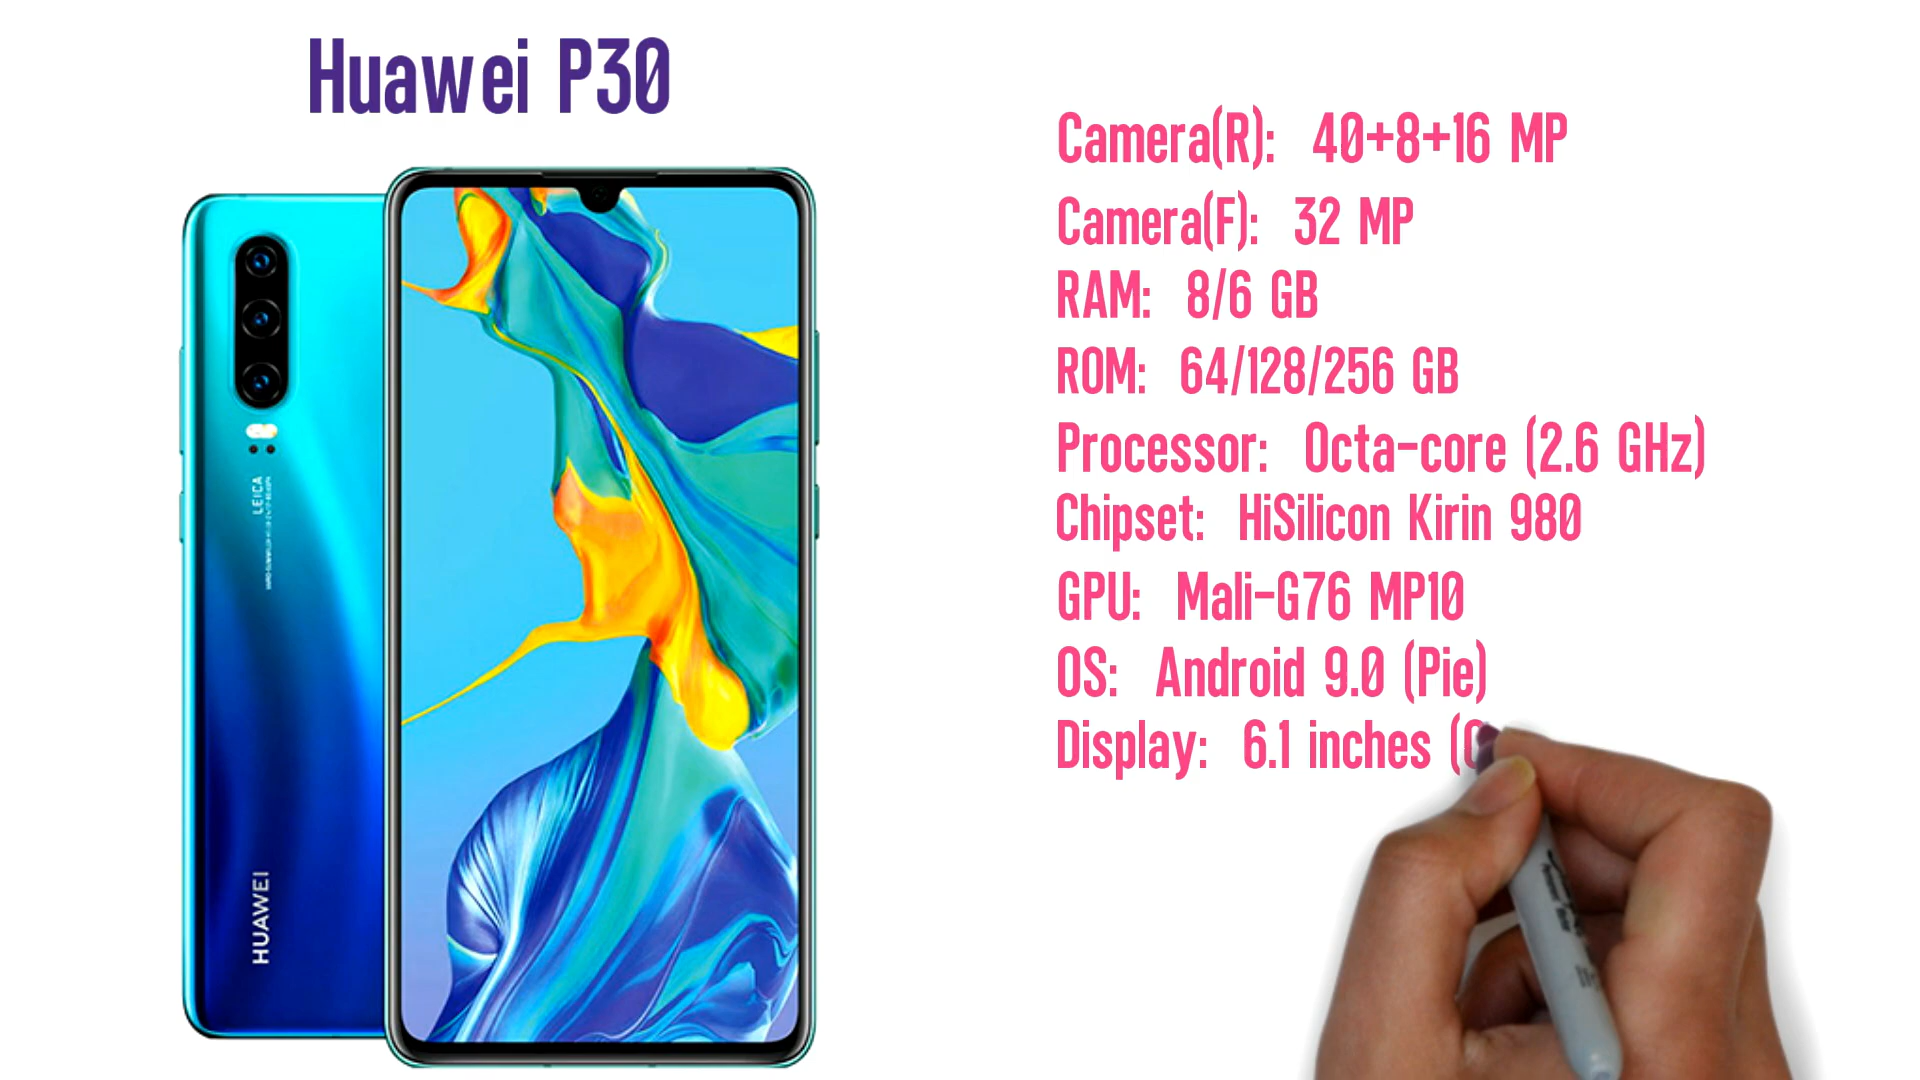 Huawei P30
Camera(R): 40+8+16 MP
Camera(F): 32 MP
RAM: 8/6 GB
ROM: 64/128/256 GB
Processor: Octa-core (2.6 GHz)
Chipset: HiSilicon Kirin 980
GPU: Mali-G76 MP10
OS: Android 9.0 (Pie)
Display: 6.1 inches (
LEICA
HUAWEI